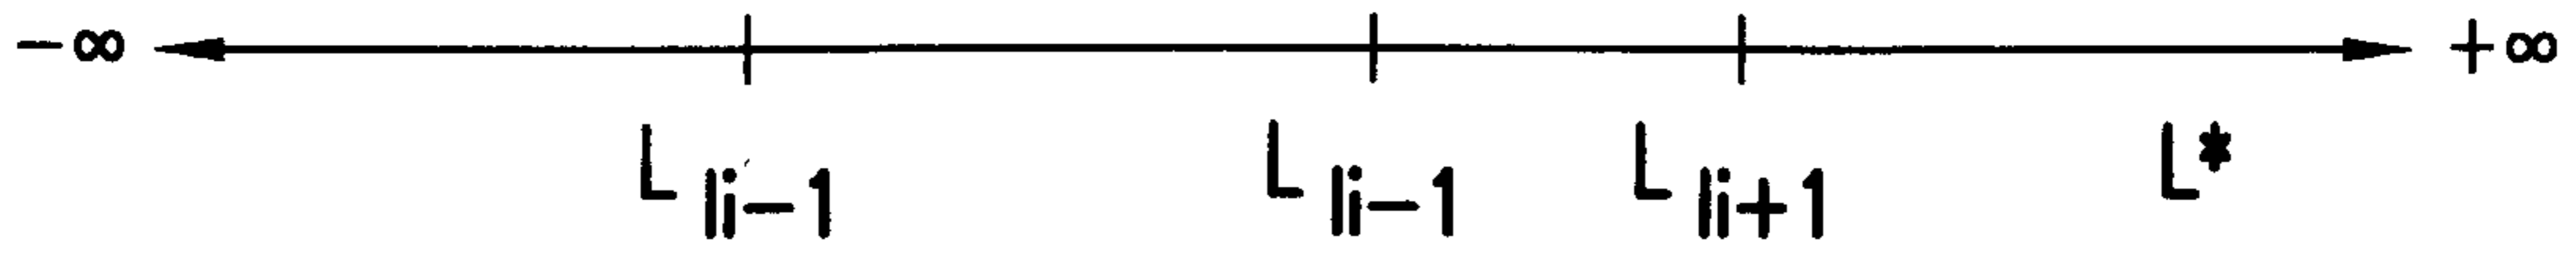 −∞ +∞
L li−1 L li−1 L li+1 L*